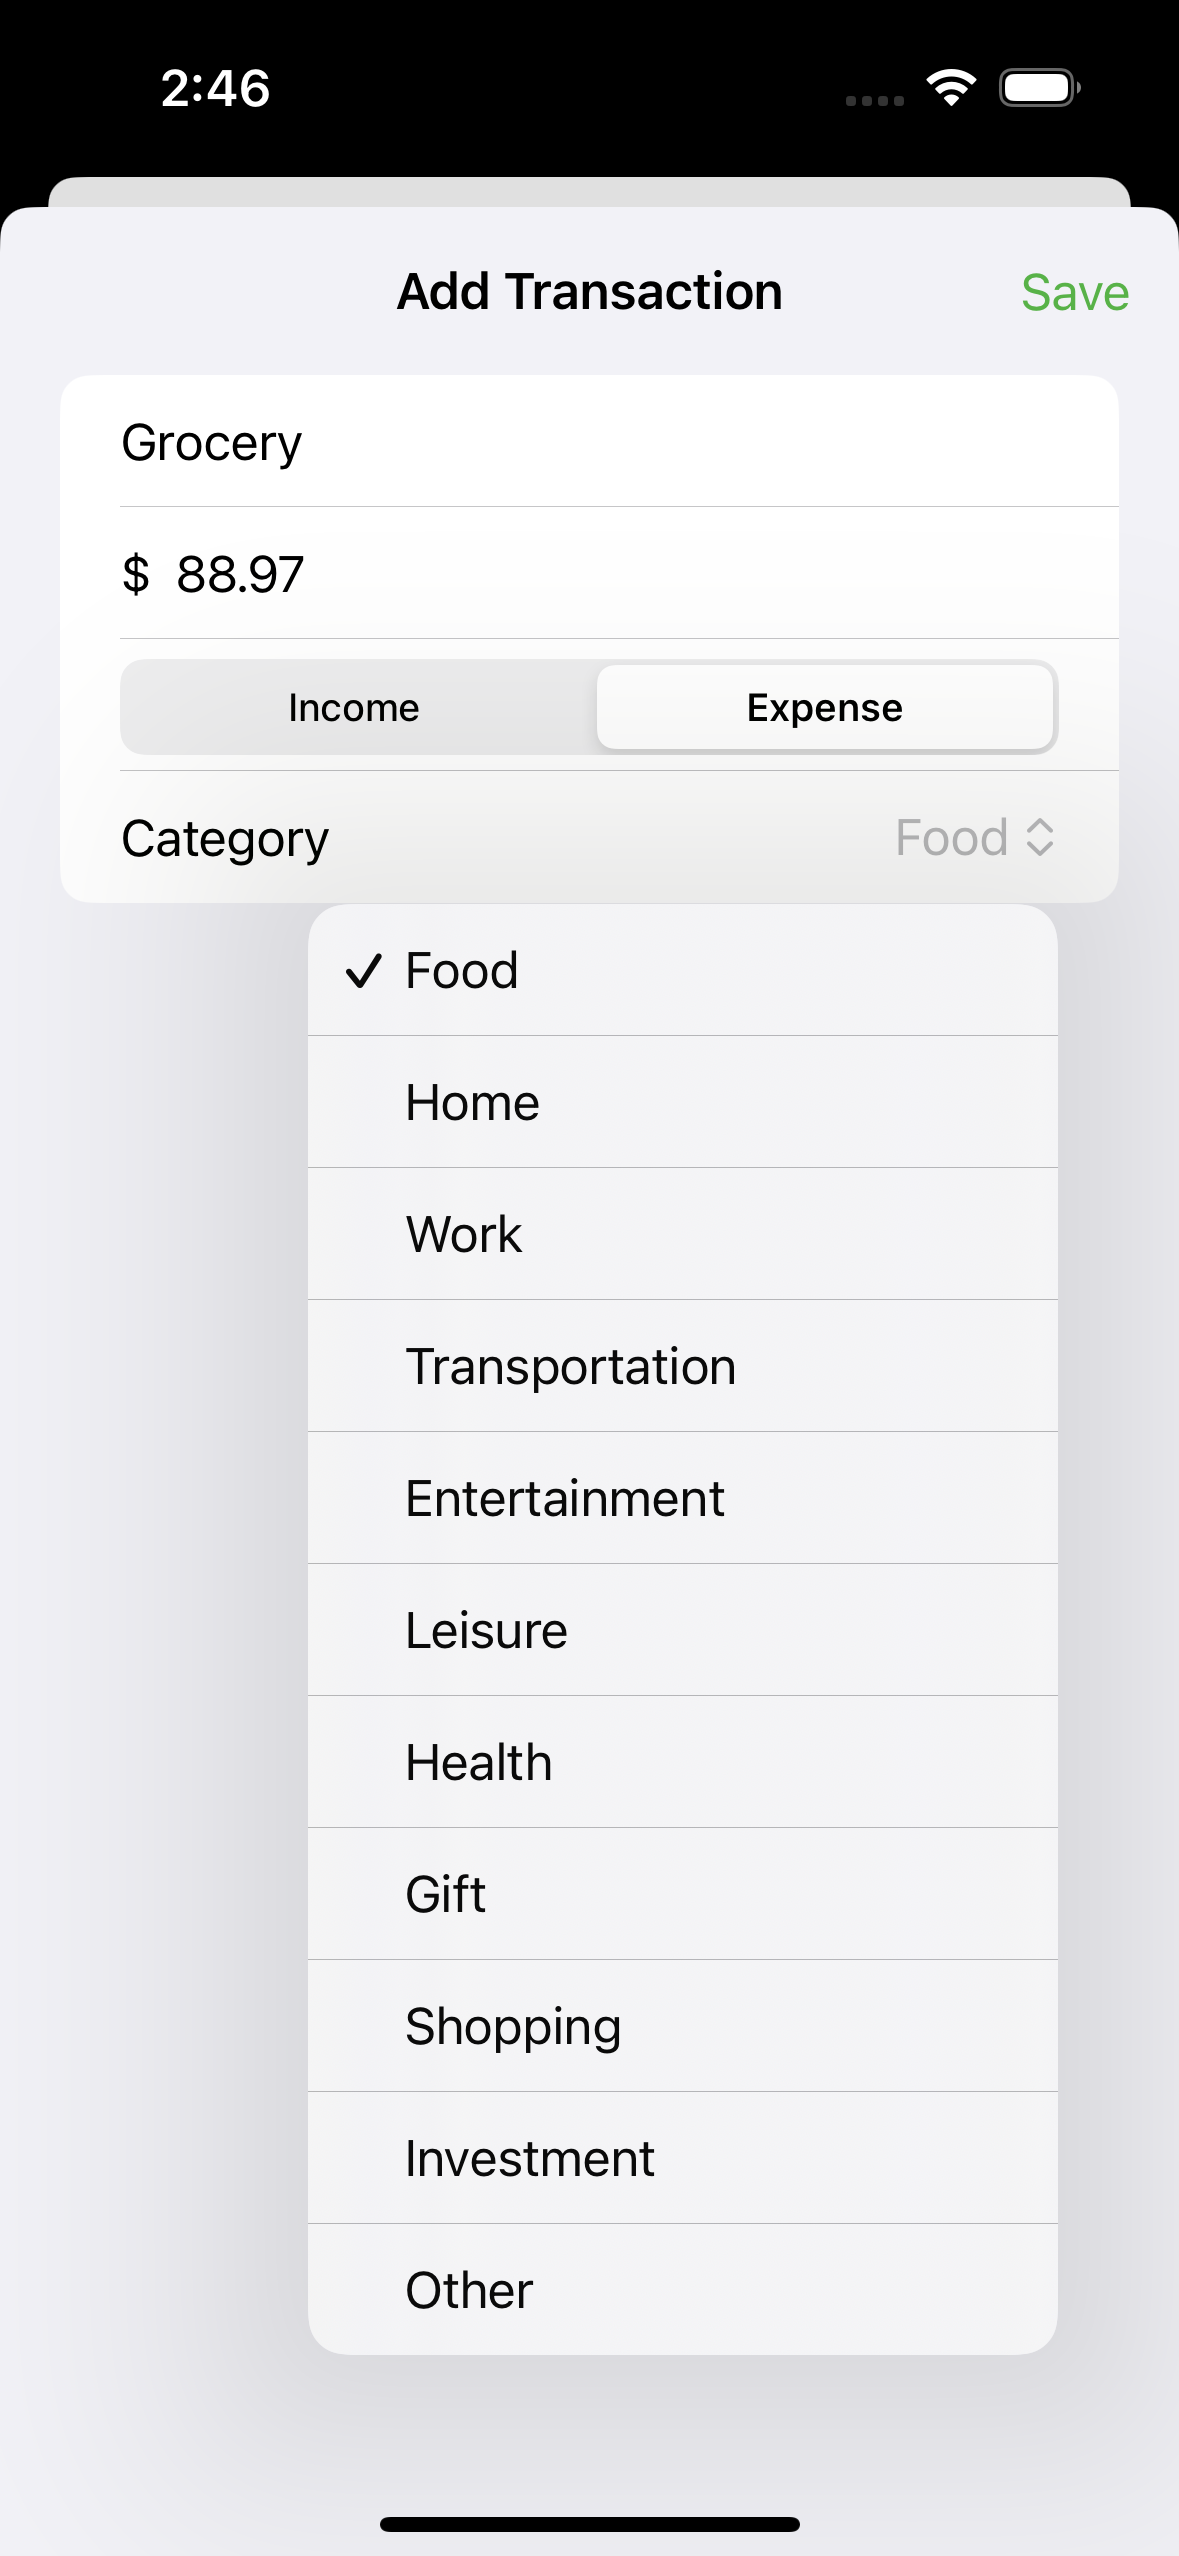 2:46
Add Transaction
Save
Grocery
$ 88.97
Income
Expense
Category
Food
Food
Home
Work
Transportation
Entertainment
Leisure
Health
Gift
Shopping
Investment
Other